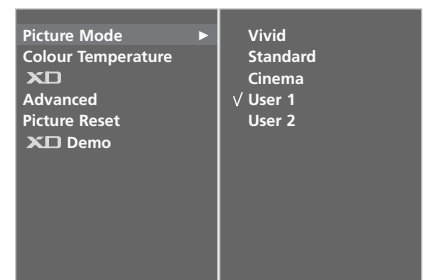 Picture Mode ►
Colour Temperature
XD
Advanced
Picture Reset
XD Demo
Vivid
Standard
Cinema
√ User 1
User 2